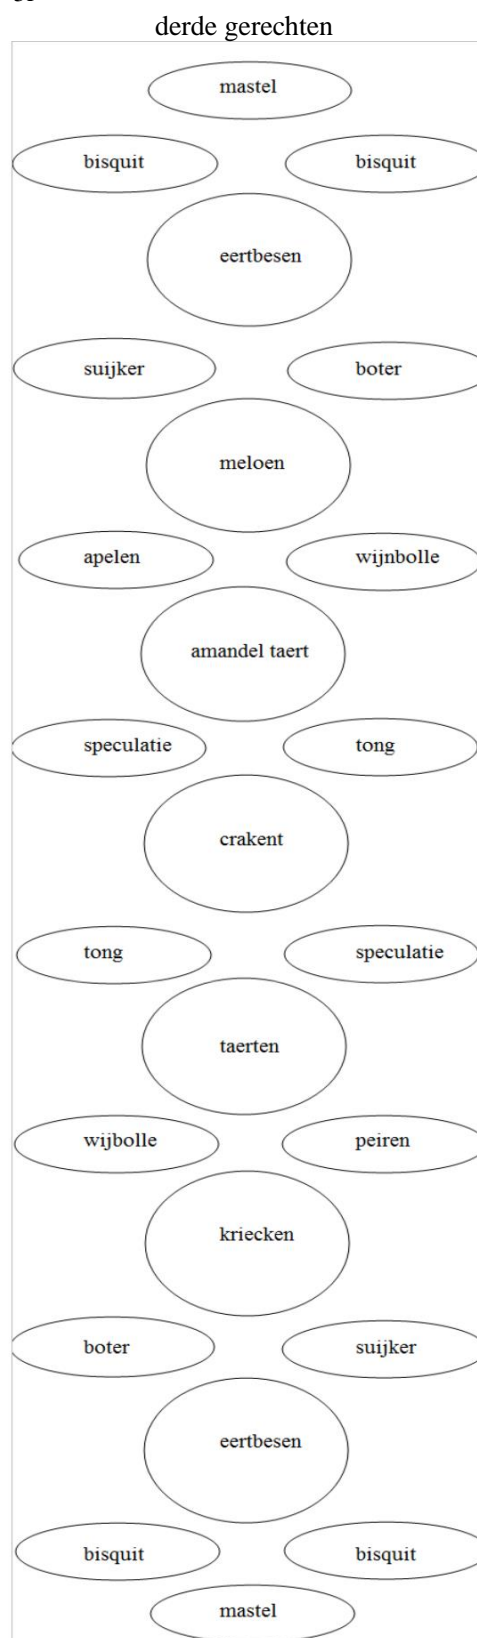 derde gerechten
mastel
bisquit bisquit
eertbesen
suijker boter
meloen
apelen wijnbolle
amandel taert
speculatie tong
crakent
tong speculatie
taerten
wijbolle peiren
kriecken
boter suijker
eertbesen
bisquit bisquit
mastel